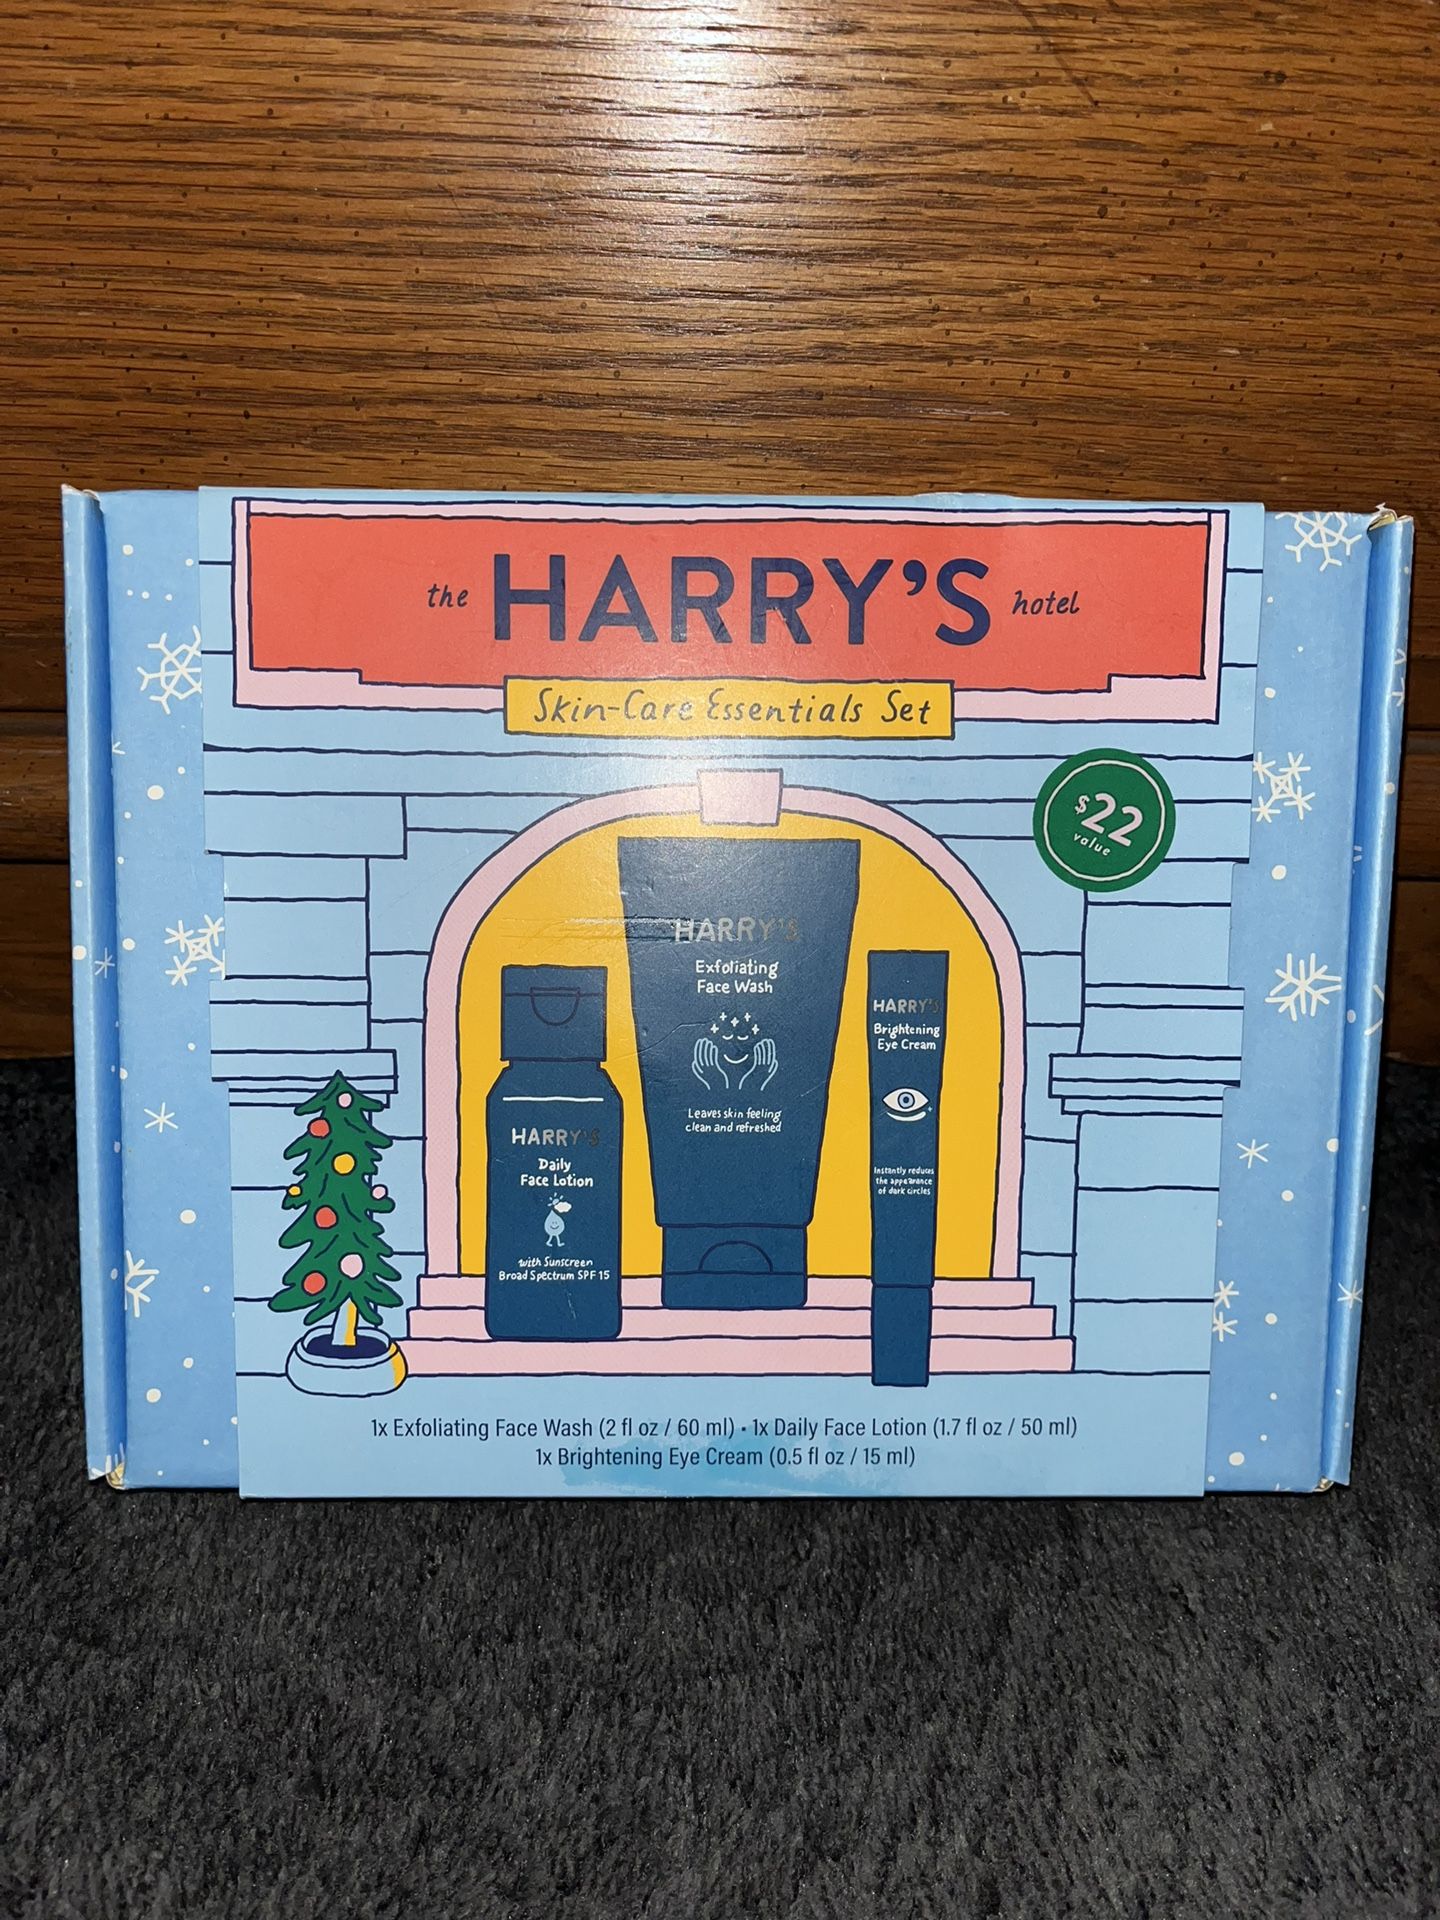 the HARRY'S hotel
Skin-Care Essentials Set
$22
value
HARRY'S
Exfoliating
Face Wash
Leaves skin feeling
clean and refreshed
HARRY'S
Daily
Face Lotion
with Sunscreen
Broad Spectrum SPF 15
HARRY'S
Brightening
Eye Cream
Instantly reduces
the appearance
of dark circles
1x Exfoliating Face Wash (2 fl oz / 60 ml) • 1x Daily Face Lotion (1.7 fl oz / 50 ml)
1x Brightening Eye Cream (0.5 fl oz / 15 ml)